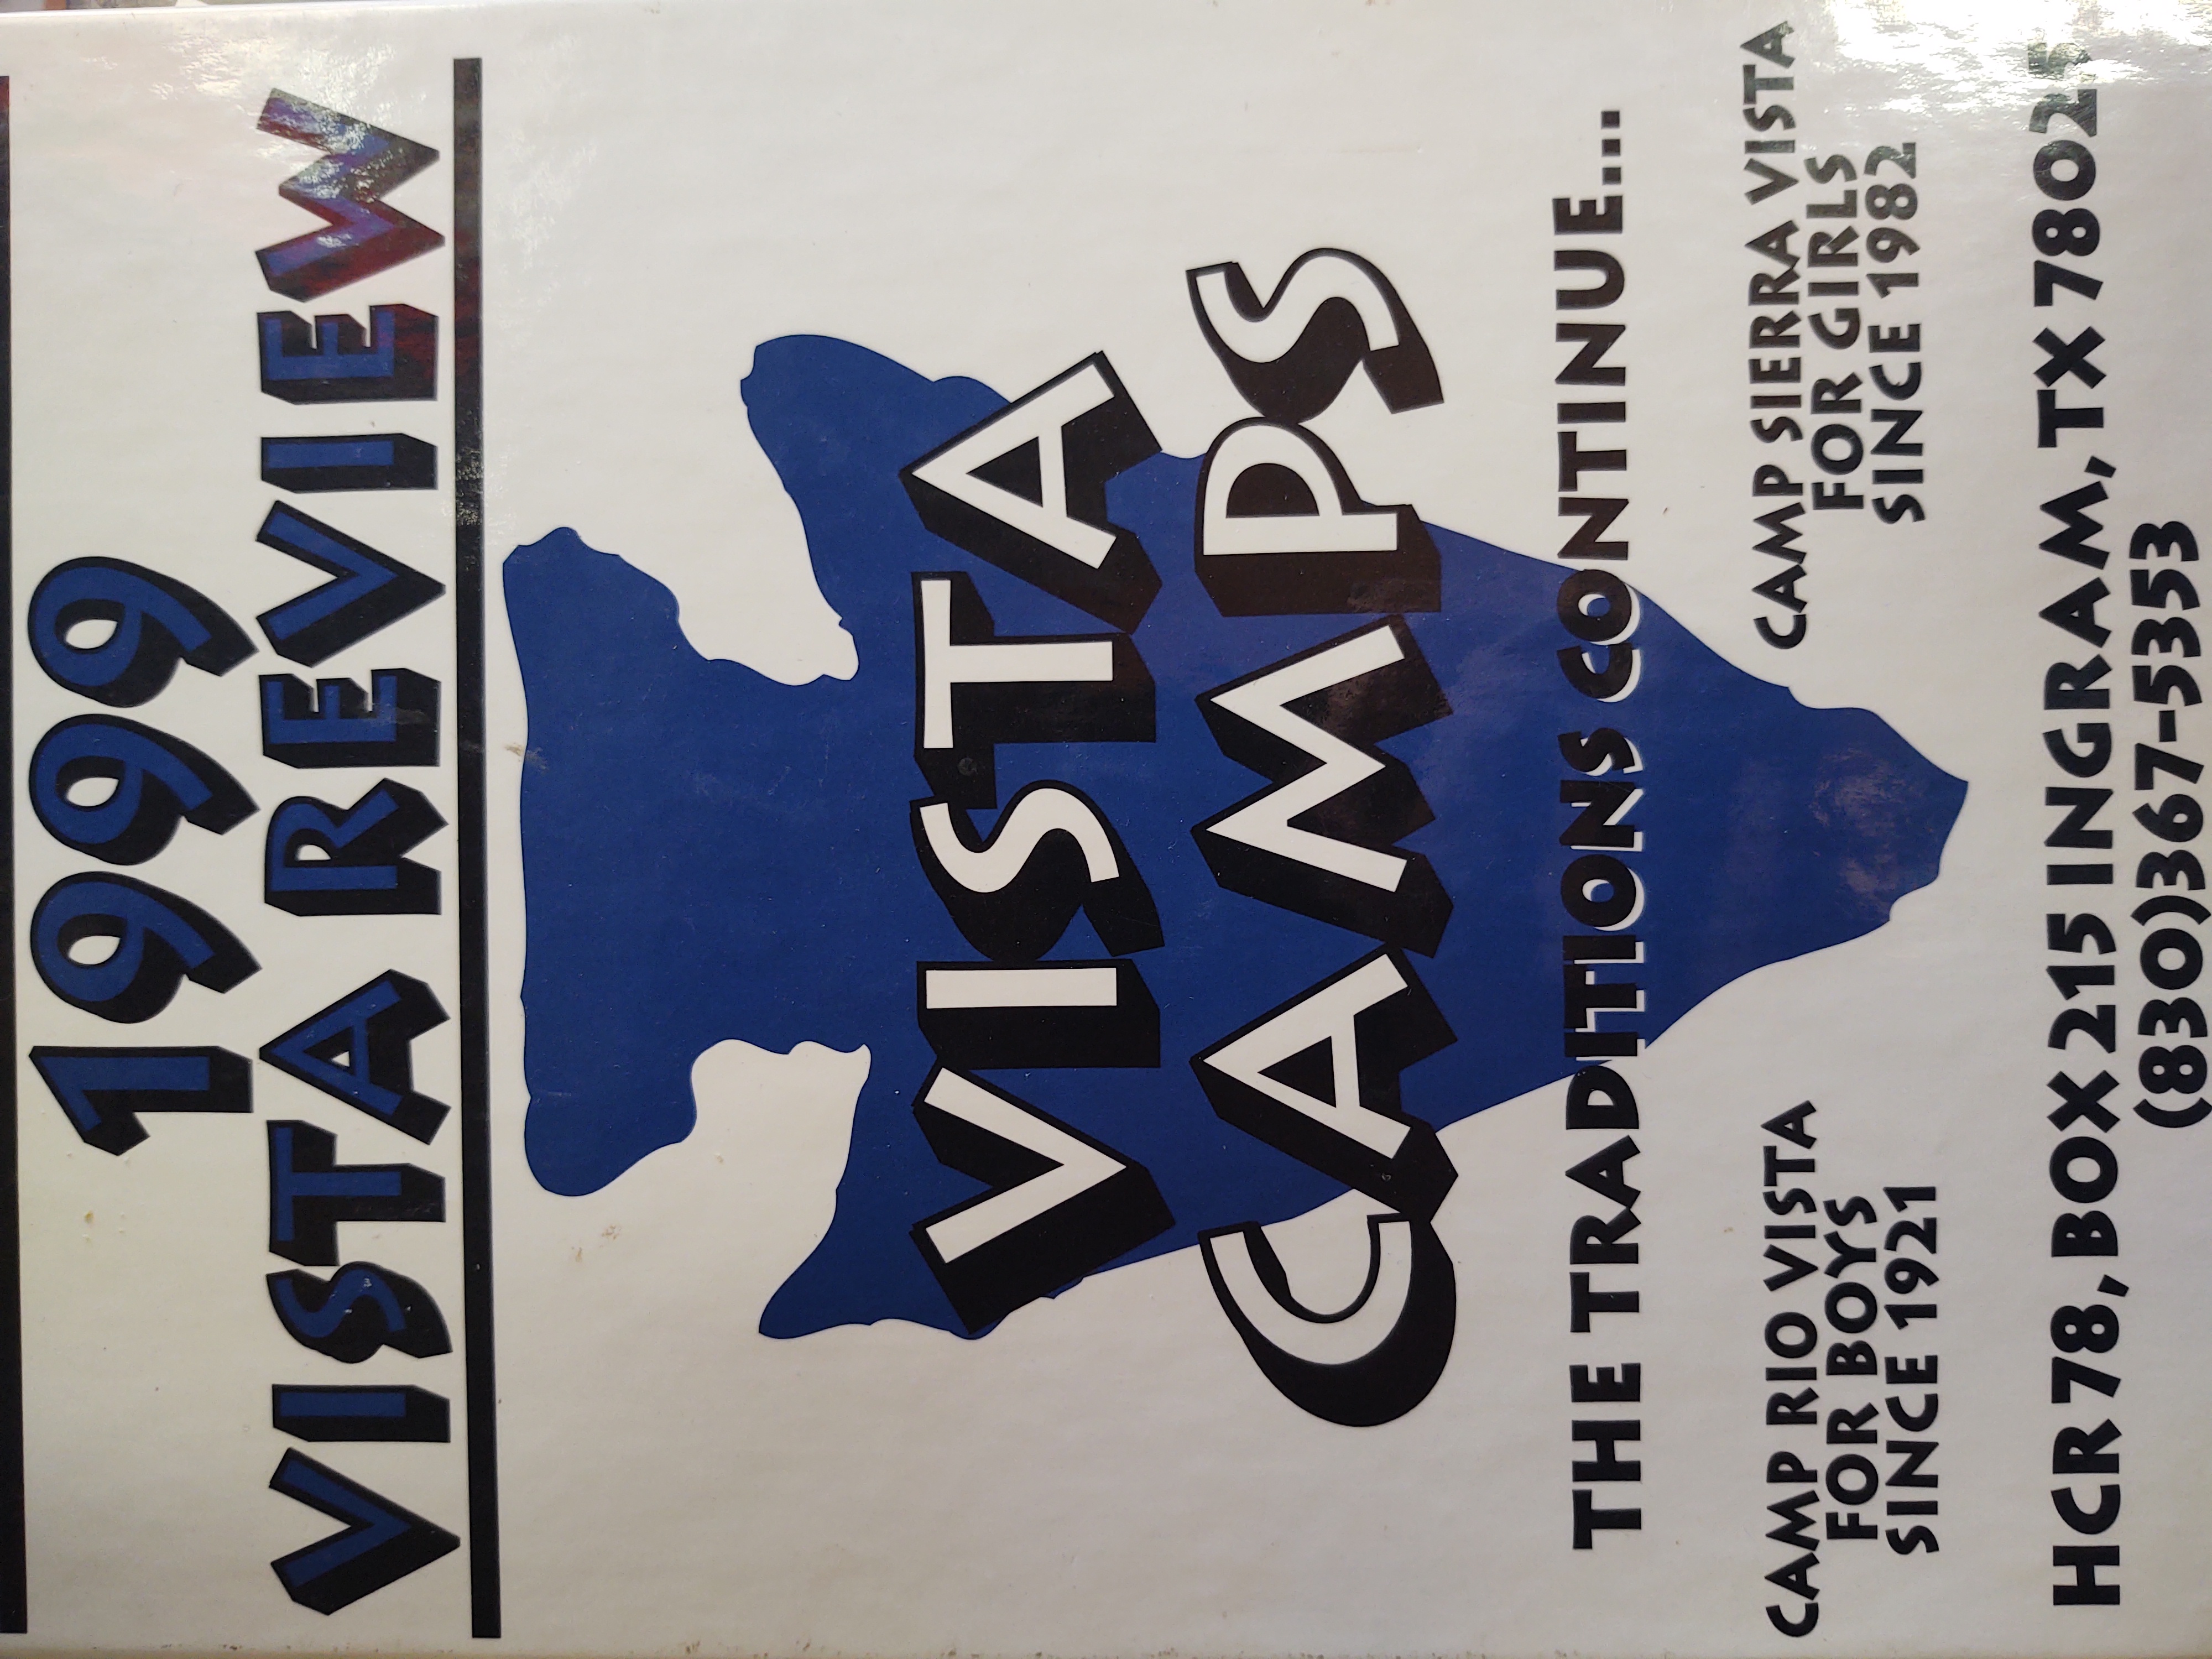 1999
VISTA REVIEW
VISTA
CAMPS
THE TRADITIONS CONTINUE...
CAMP RIO VISTA
FOR BOYS
SINCE 1921
CAMP SIERRA VISTA
FOR GIRLS
SINCE 1982
HCR 78, BOX 215 INGRAM, TX 78025
(830)367-5353